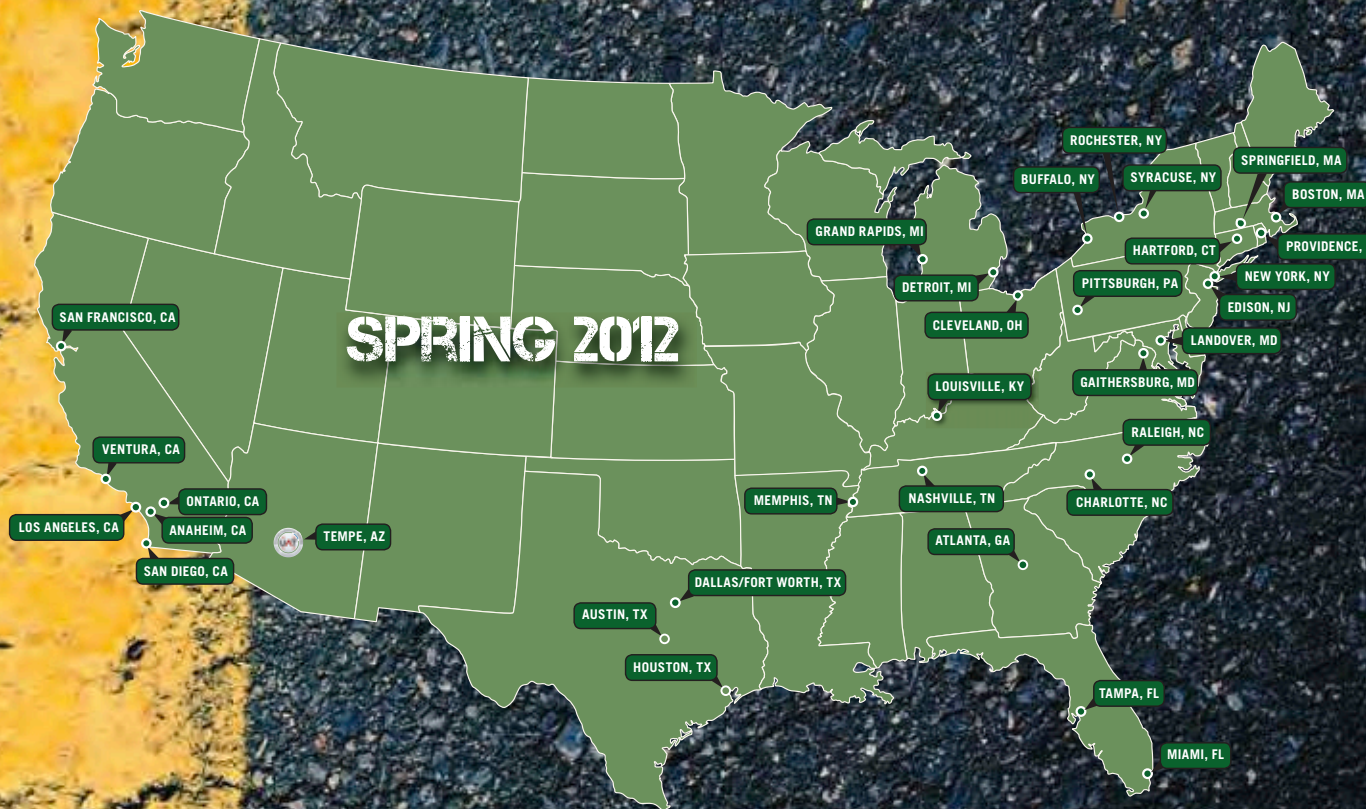 ROCHESTER, NY
SPRINGFIELD, MA
BUFFALO, NY
SYRACUSE, NY
BOSTON, MA
GRAND RAPIDS, MI
HARTFORD, CT
PROVIDENCE,
DETROIT, MI
PITTSBURGH, PA
NEW YORK, NY
EDISON, NJ
SAN FRANCISCO, CA
SPRING 2012
CLEVELAND, OH
LANDOVER, MD
LOUISVILLE, KY
GAITHERSBURG, MD
RALEIGH, NC
VENTURA, CA
ONTARIO, CA
MEMPHIS, TN
NASHVILLE, TN
CHARLOTTE, NC
LOS ANGELES, CA
ANAHEIM, CA
TEMPE, AZ
ATLANTA, GA
SAN DIEGO, CA
DALLAS/FORT WORTH, TX
AUSTIN, TX
HOUSTON, TX
TAMPA, FL
MIAMI, FL